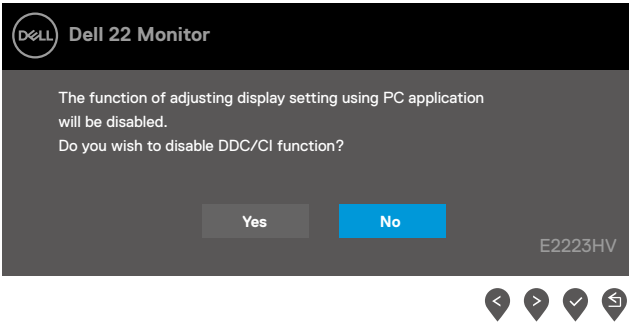 DELL Dell 22 Monitor
The function of adjusting display setting using PC application
will be disabled.
Do you wish to disable DDC/CI function?
Yes No
E2223HV